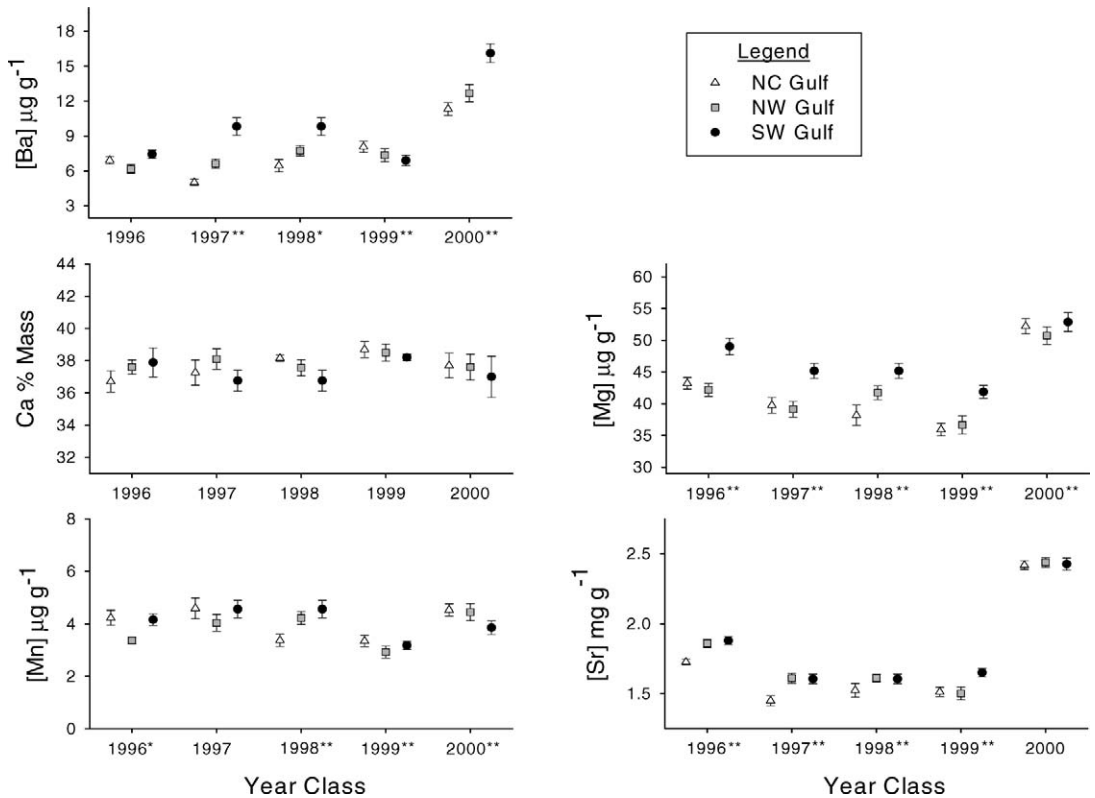 [Ba] µg g-1
18
15
12
9
6
3
1996 1997** 1998* 1999** 2000**
Legend
NC Gulf
NW Gulf
SW Gulf
Ca % Mass
44
42
40
38
36
34
32
1996 1997 1998 1999 2000
[Mg] µg g-1
60
55
50
45
40
35
30
1996** 1997** 1998** 1999** 2000**
[Mn] µg g-1
8
6
4
2
0
1996* 1997 1998** 1999** 2000**
Year Class
[Sr] mg g-1
2.5
2.0
1.5
1996** 1997** 1998** 1999** 2000
Year Class